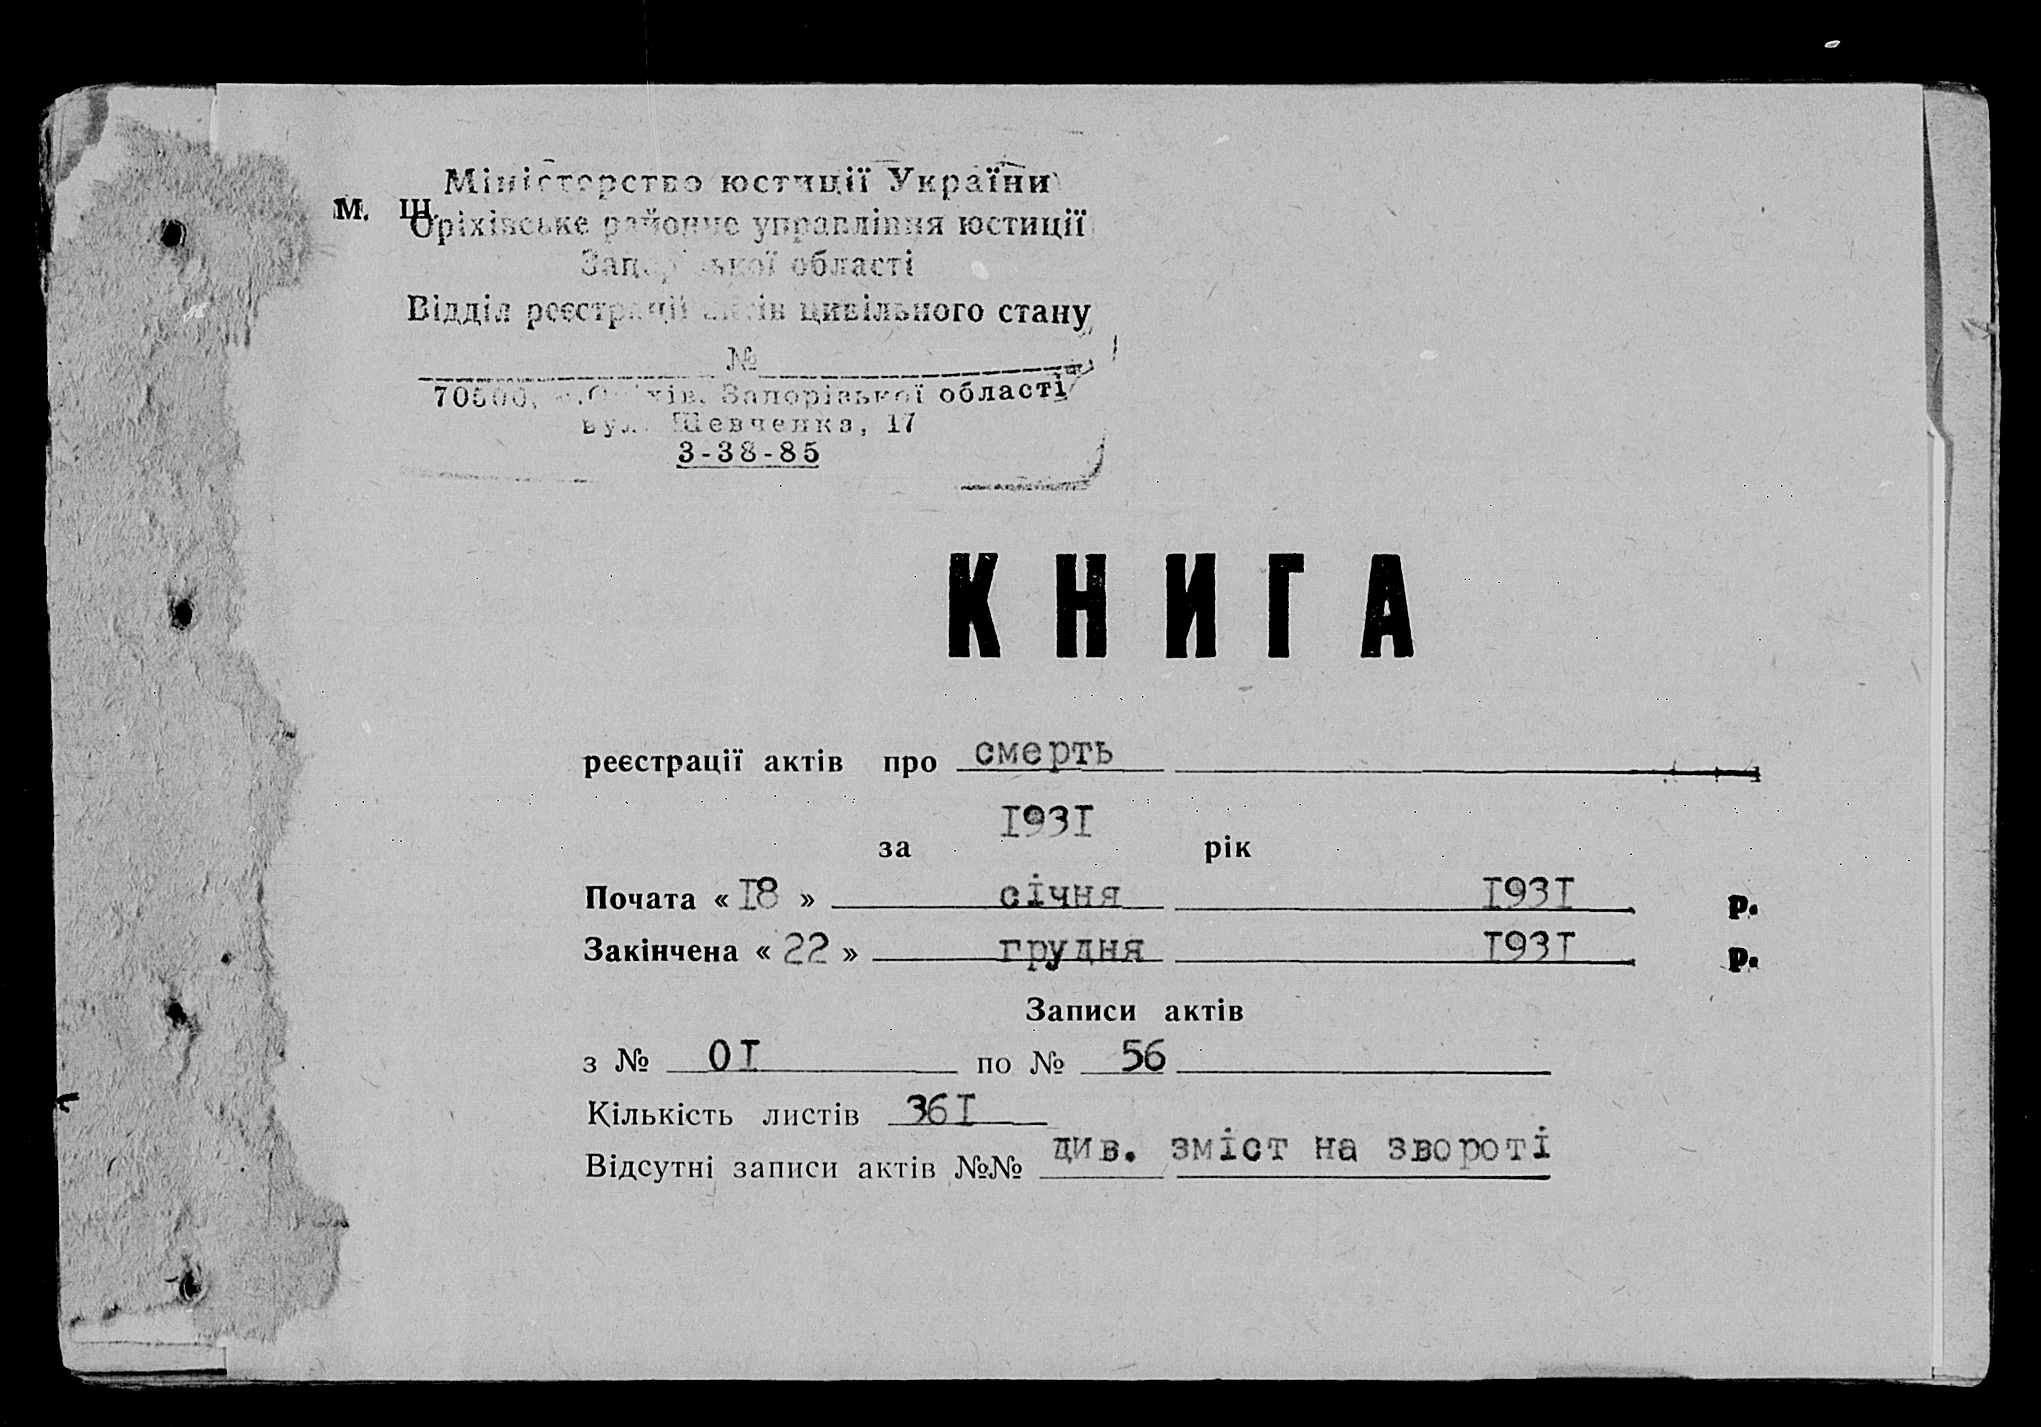 Міністерство юстиції України
М. Ш.
Оріхівське районне управління юстиції
Запорізької області
Відділ реєстрації актів цивільного стану
№
70500, м.Оріхів, Запорізької області
вул. Шевченка, 17
3-38-85
КНИГА
реєстрації актів про смерть
за 1931 рік
Почата «18» січня 1931 р.
Закінчена «22» грудня 1931 р.
Записи актів
з № 01 по № 56
Кількість листів 361
Відсутні записи актів №№ див. зміст на звороті